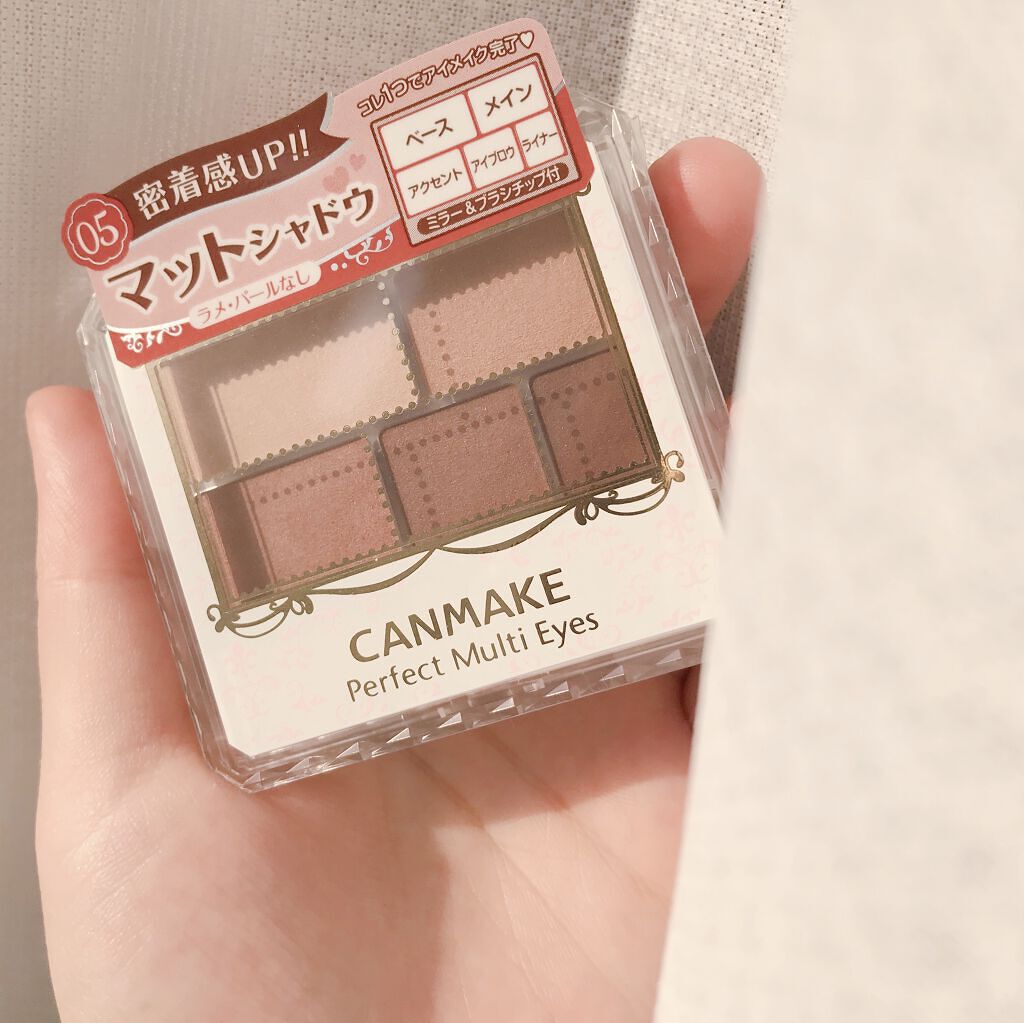 コレ1つでアイメイク完了♥
ベース
メイン
アクセント
アイブロウ
ライナー
ミラー&ブラシチップ付
密着感UP!!
05
マットシャドウ
ラメ・パールなし
CANMAKE
Perfect Multi Eyes